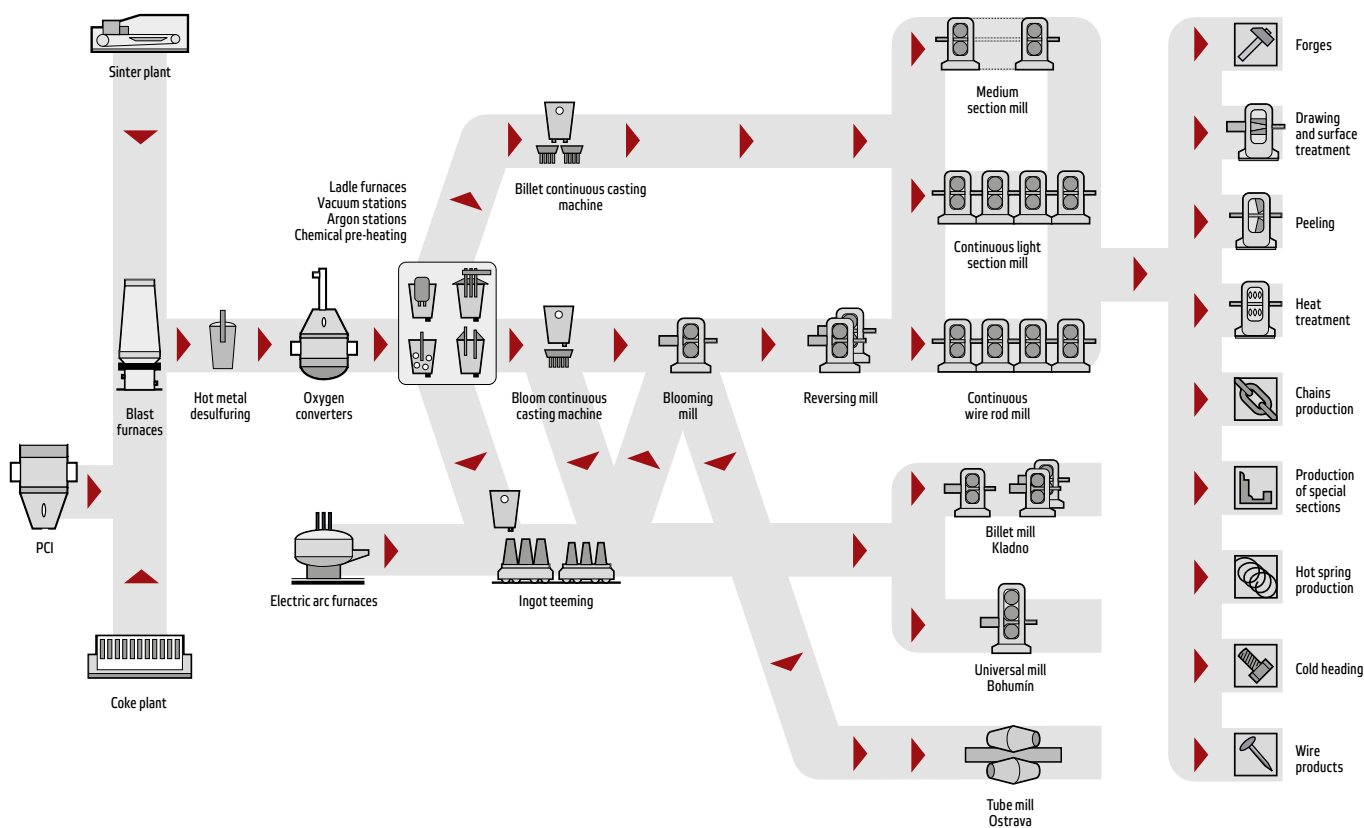 Sinter plant
Ladle furnaces
Vacuum stations
Argon stations
Chemical pre-heating
Billet continuous casting
machine
Medium
section mill
Continuous light
section mill
Blast
furnaces
Hot metal
desulfuring
Oxygen
converters
Bloom continuous
casting machine
Blooming
mill
Reversing mill
Continuous
wire rod mill
PCI
Electric arc furnaces
Ingot teeming
Billet mill
Kladno
Coke plant
Universal mill
Bohumín
Tube mill
Ostrava
Forges
Drawing
and surface
treatment
Peeling
Heat
treatment
Chains
production
Production
of special
sections
Hot spring
production
Cold heading
Wire
products